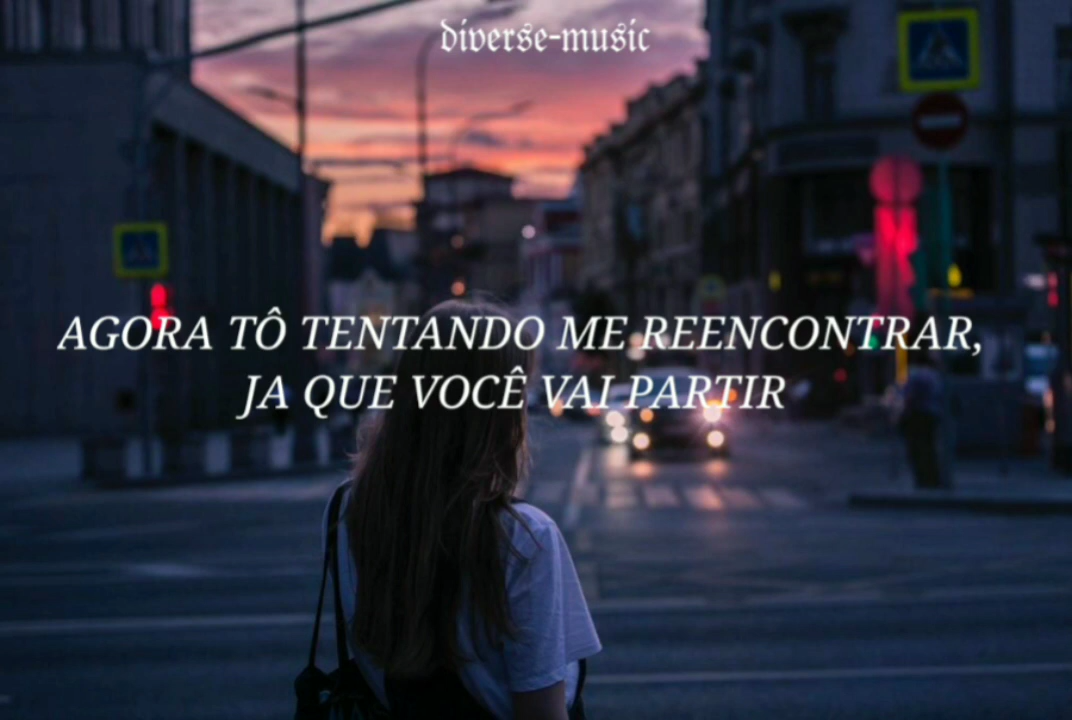 diverse-music
AGORA TÔ TENTANDO ME REENCONTRAR,
JA QUE VOCÊ VAI PARTIR